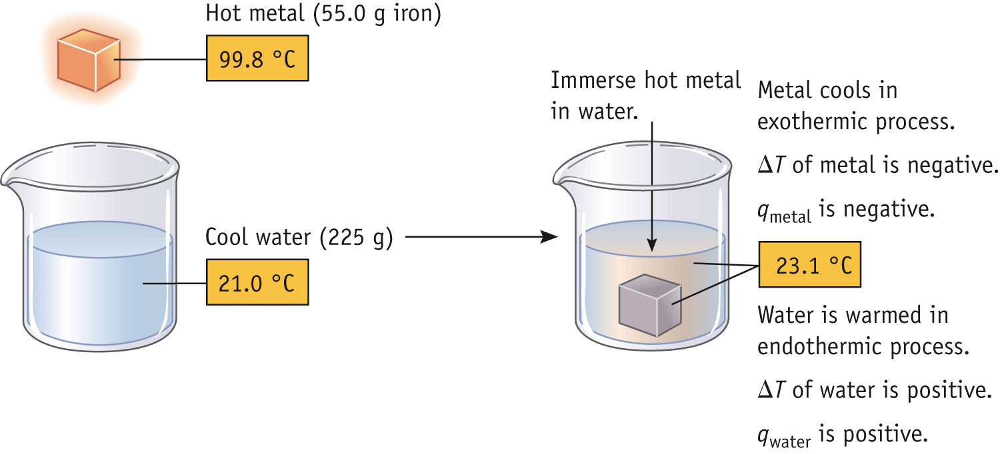 Hot metal (55.0 g iron)
99.8 °C
Cool water (225 g)
21.0 °C
Immerse hot metal
in water.
Metal cools in
exothermic process.
ΔT of metal is negative.
qmetal is negative.
23.1 °C
Water is warmed in
endothermic process.
ΔT of water is positive.
qwater is positive.